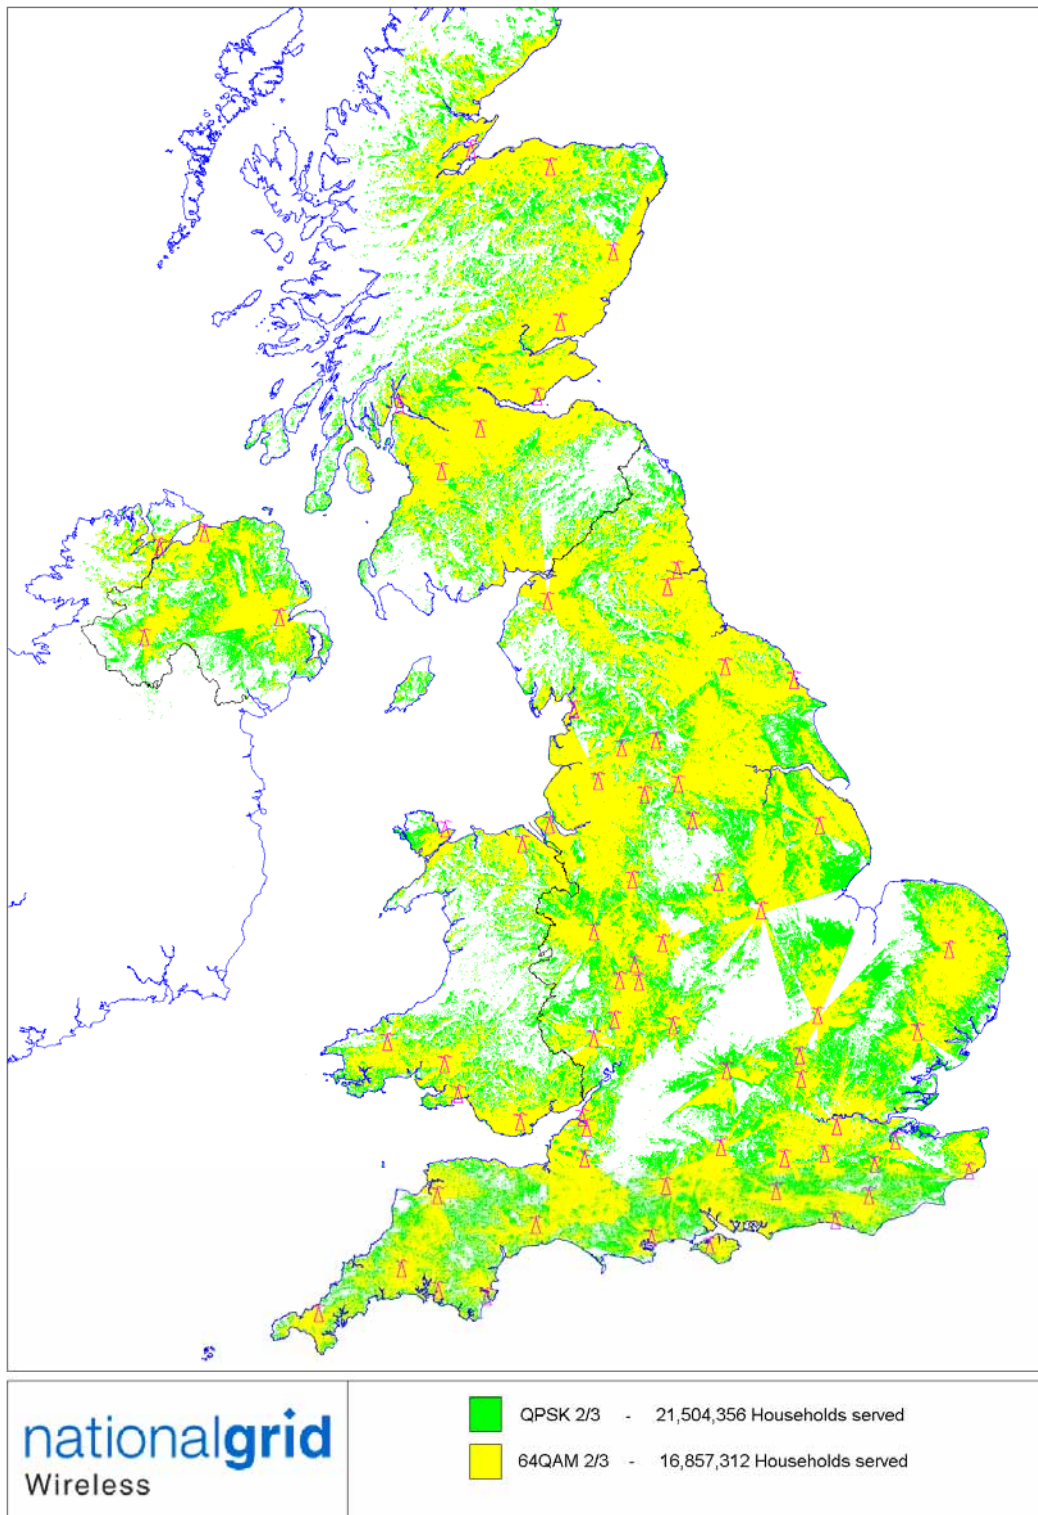 nationalgrid
Wireless
QPSK 2/3 - 21,504,356 Households served
64QAM 2/3 - 16,857,312 Households served